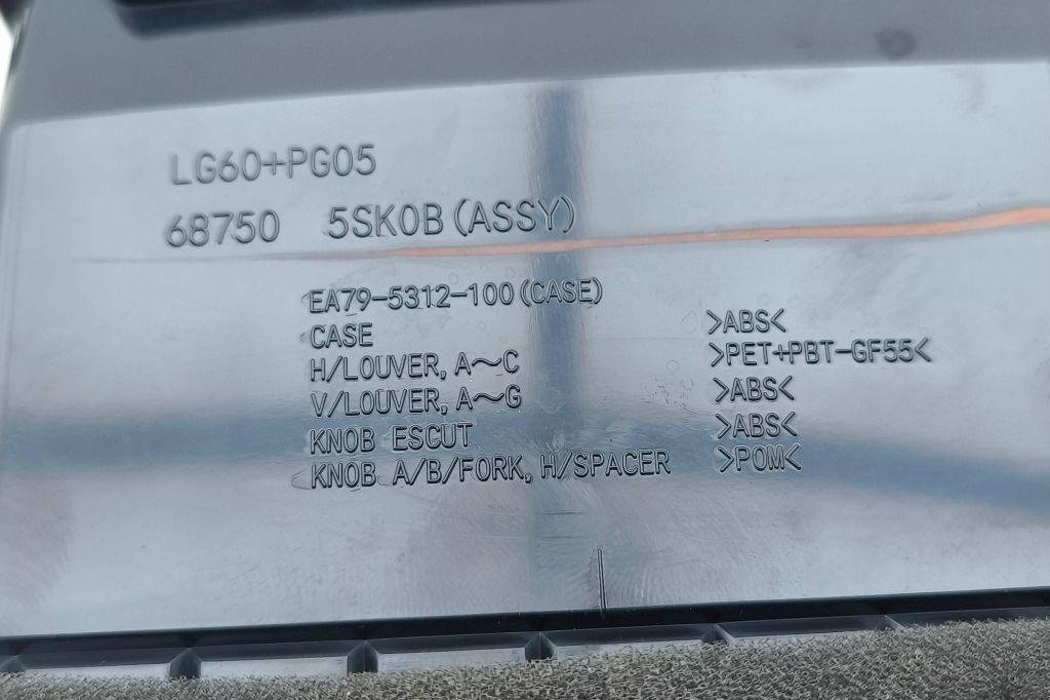 LG60+PG05
68750 5SK0B(ASSY)
EA79-5312-100(CASE)
CASE >ABS<
H/LOUVER, A~C >PET+PBT-GF55<
V/LOUVER, A~G >ABS<
KNOB ESCUT >ABS<
KNOB A/B/FORK, H/SPACER >POM<